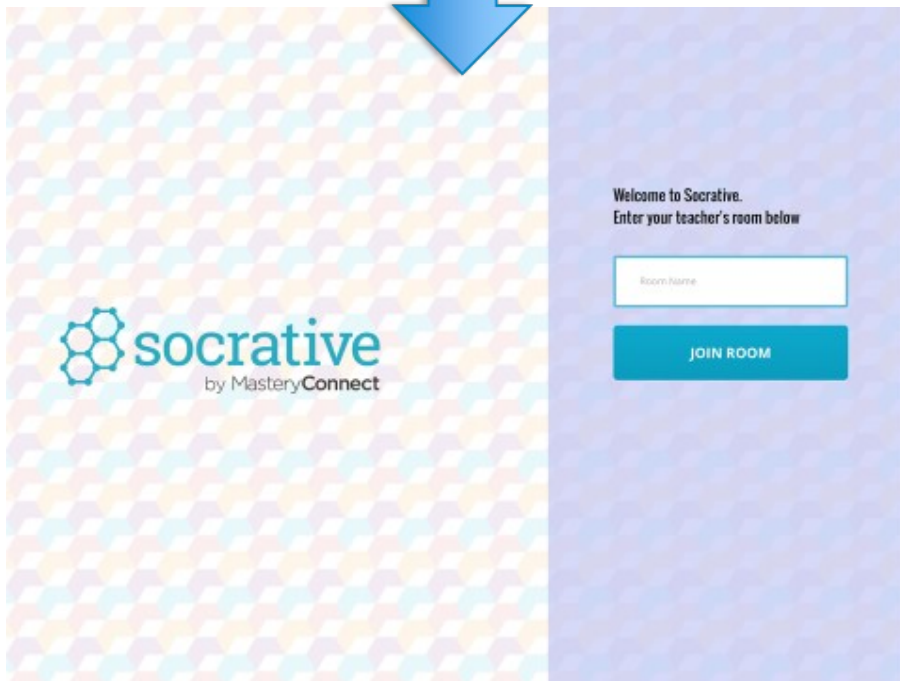 Welcome to Socrative.
Enter your teacher's room below
Room Name
socrative
by MasteryConnect
JOIN ROOM